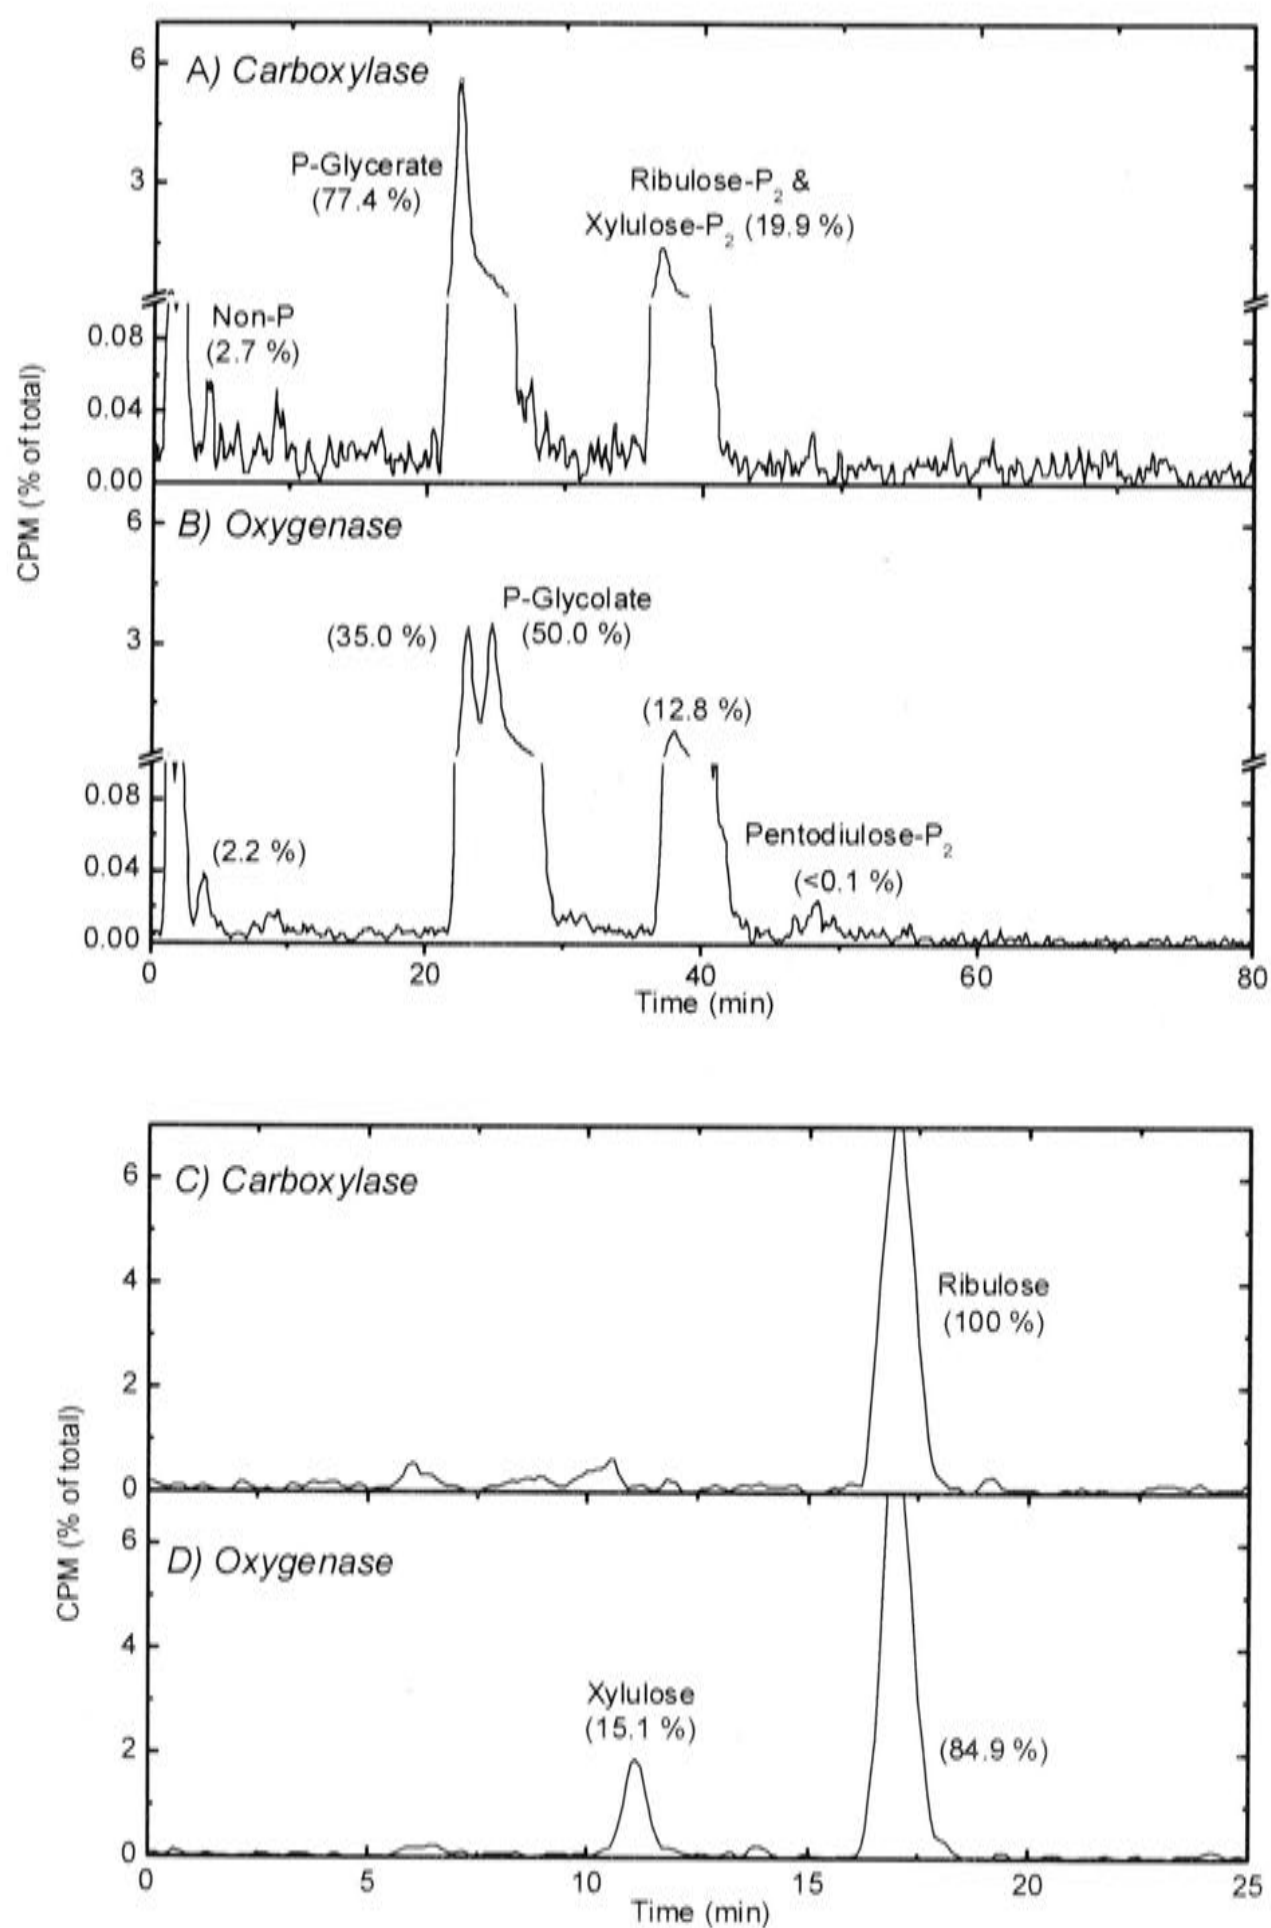 A) Carboxylase
6
P-Glycerate
(77.4 %)
Ribulose-P₂ &
Xylulose-P₂ (19.9 %)
3
Non-P
(2.7 %)
0.08
0.04
0.00
CPM (% of total)
B) Oxygenase
6
P-Glycolate
(35.0 %)
(50.0 %)
3
(12.8 %)
0.08
(2.2 %)
Pentodiulose-P₂
(<0.1 %)
0.04
0.00
0 20 40 60 80
Time (min)
C) Carboxylase
6
Ribulose
(100 %)
4
2
0
CPM (% of total)
D) Oxygenase
6
4
Xylulose
(15.1 %)
(84.9 %)
2
0
0 5 10 15 20 25
Time (min)